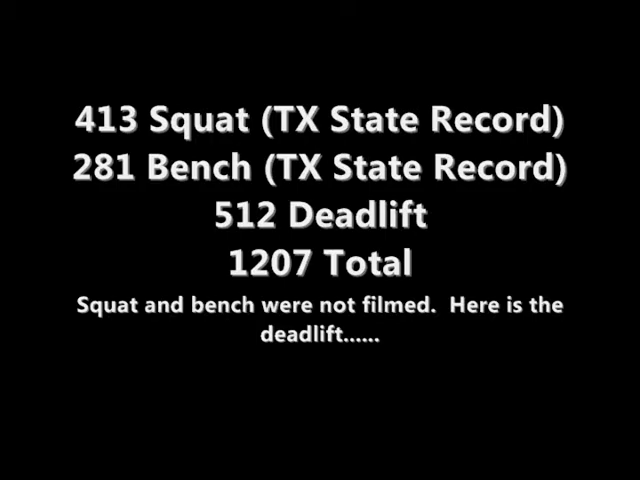 413 Squat (TX State Record)
281 Bench (TX State Record)
512 Deadlift
1207 Total
Squat and bench were not filmed.  Here is the
deadlift......